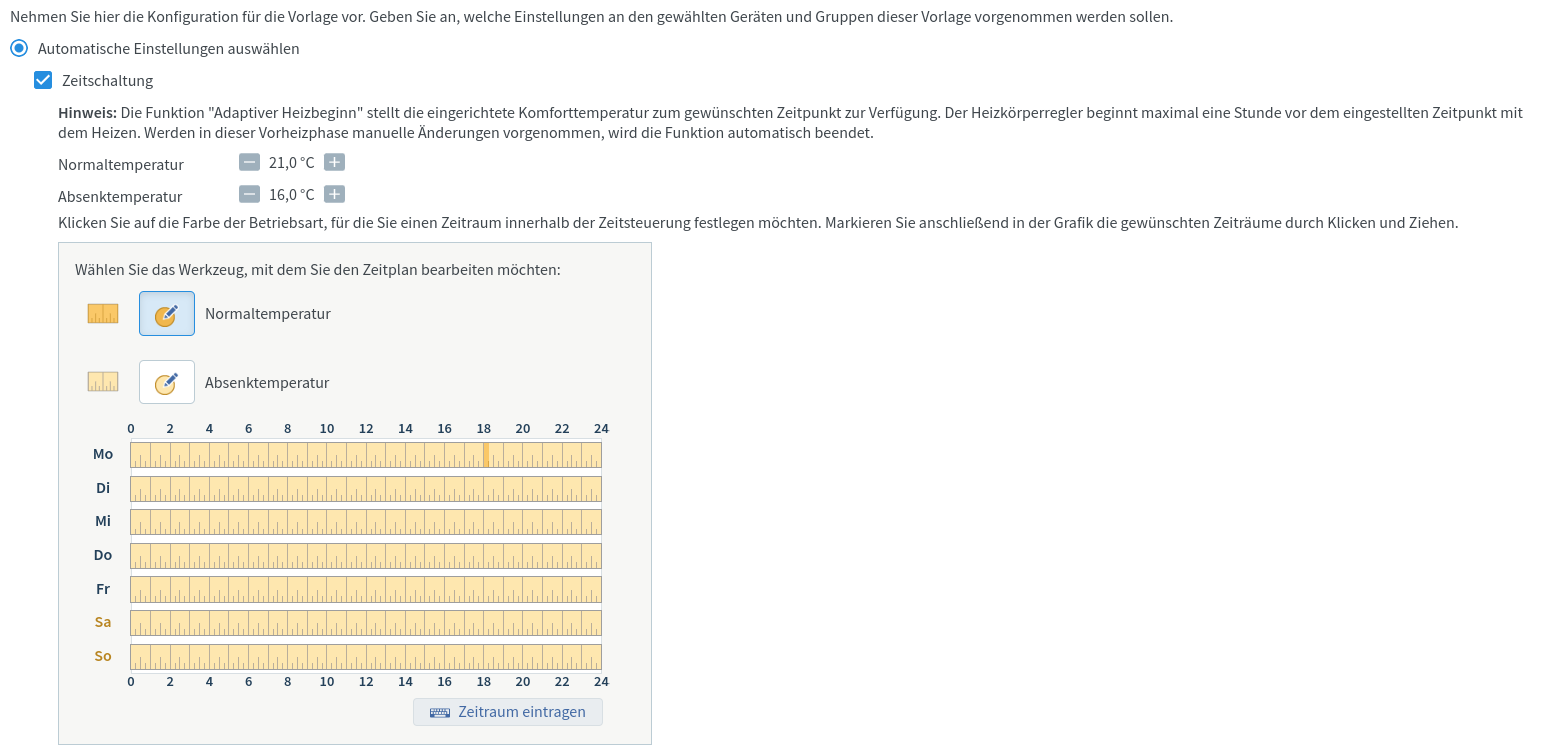 Nehmen Sie hier die Konfiguration für die Vorlage vor. Geben Sie an, welche Einstellungen an den gewählten Geräten und Gruppen dieser Vorlage vorgenommen werden sollen.
Automatische Einstellungen auswählen
Zeitschaltung
Hinweis: Die Funktion "Adaptiver Heizbeginn" stellt die eingerichtete Komforttemperatur zum gewünschten Zeitpunkt zur Verfügung. Der Heizkörperregler beginnt maximal eine Stunde vor dem eingestellten Zeitpunkt mit
dem Heizen. Werden in dieser Vorheizphase manuelle Änderungen vorgenommen, wird die Funktion automatisch beendet.
Normaltemperatur 21,0 °C
Absenktemperatur 16,0 °C
Klicken Sie auf die Farbe der Betriebsart, für die Sie einen Zeitraum innerhalb der Zeitsteuerung festlegen möchten. Markieren Sie anschließend in der Grafik die gewünschten Zeiträume durch Klicken und Ziehen.
Wählen Sie das Werkzeug, mit dem Sie den Zeitplan bearbeiten möchten:
Normaltemperatur
Absenktemperatur
0 2 4 6 8 10 12 14 16 18 20 22 24
Mo
Di
Mi
Do
Fr
Sa
So
0 2 4 6 8 10 12 14 16 18 20 22 24
Zeitraum eintragen